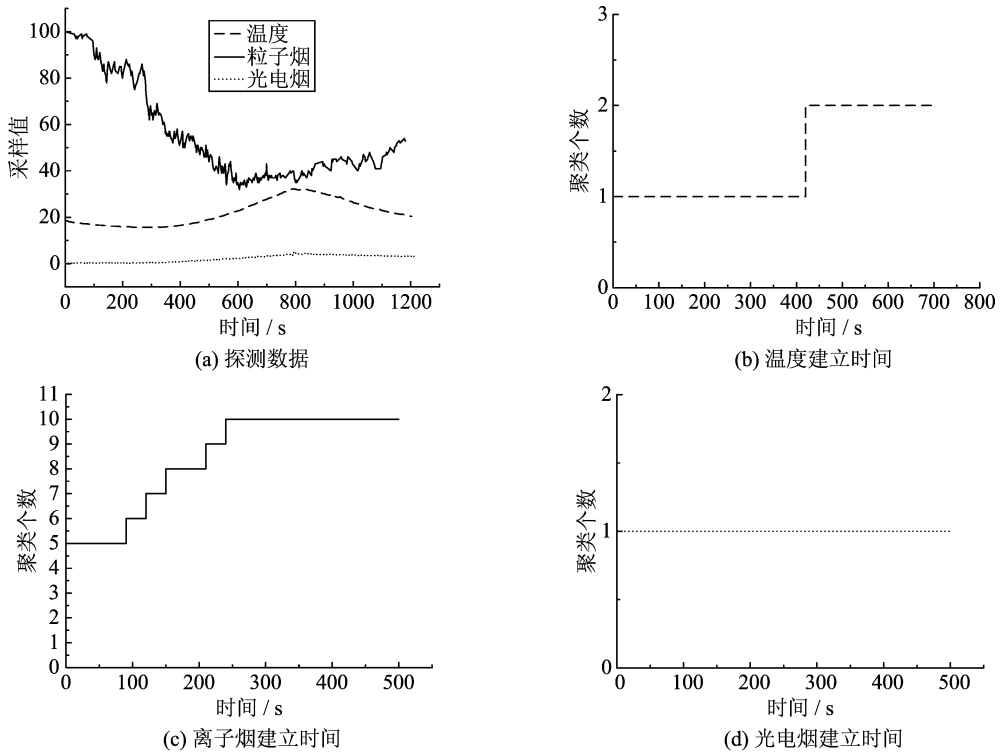 100
80
60
40
20
0
采样值
温度
粒子烟
光电烟
0 200 400 600 800 1000 1200
时间 / s
(a) 探测数据
3
2
1
0
聚类个数
0 100 200 300 400 500 600 700 800
时间 / s
(b) 温度建立时间
11
10
9
8
7
6
5
4
3
2
1
0
聚类个数
0 100 200 300 400 500
时间 / s
(c) 离子烟建立时间
2
1
0
聚类个数
0 100 200 300 400 500
时间 / s
(d) 光电烟建立时间